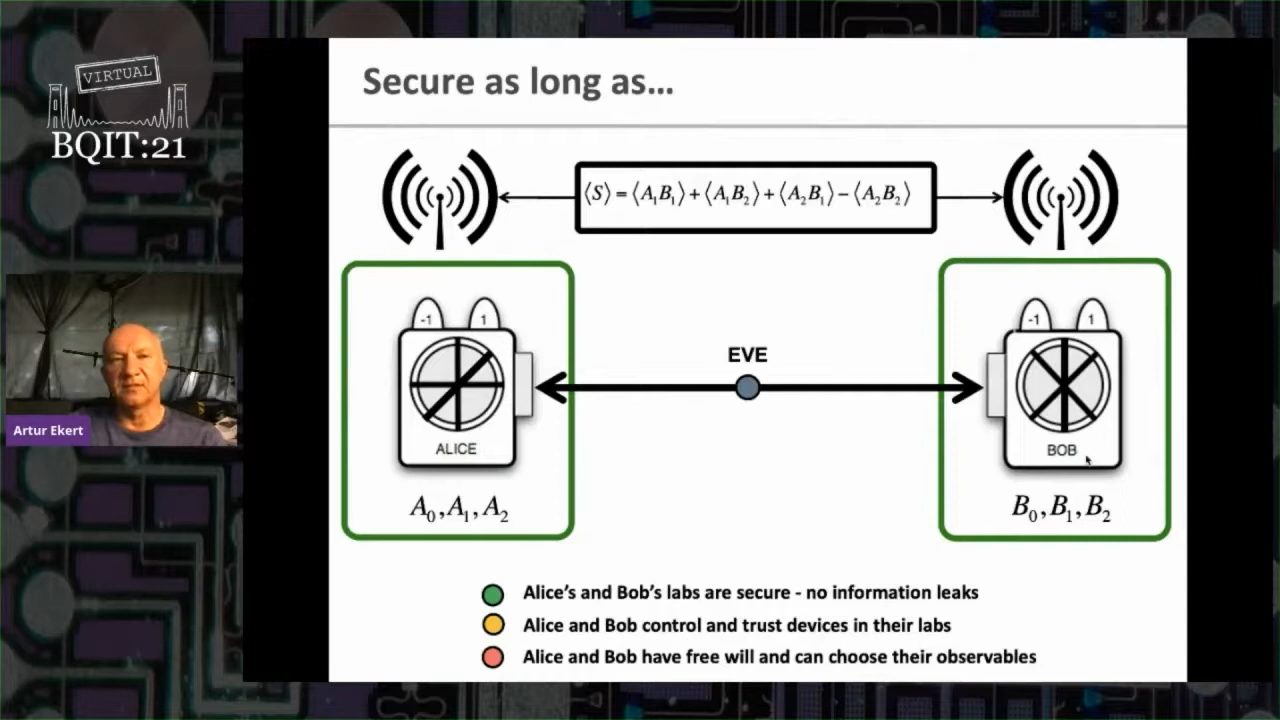 VIRTUAL
BQIT:21
Secure as long as...
⟨S⟩ = ⟨A₁B₁⟩ + ⟨A₁B₂⟩ + ⟨A₂B₁⟩ − ⟨A₂B₂⟩
-1 1
-1 1
EVE
ALICE
BOB
A₀, A₁, A₂
B₀, B₁, B₂
Artur Ekert
Alice's and Bob's labs are secure - no information leaks
Alice and Bob control and trust devices in their labs
Alice and Bob have free will and can choose their observables